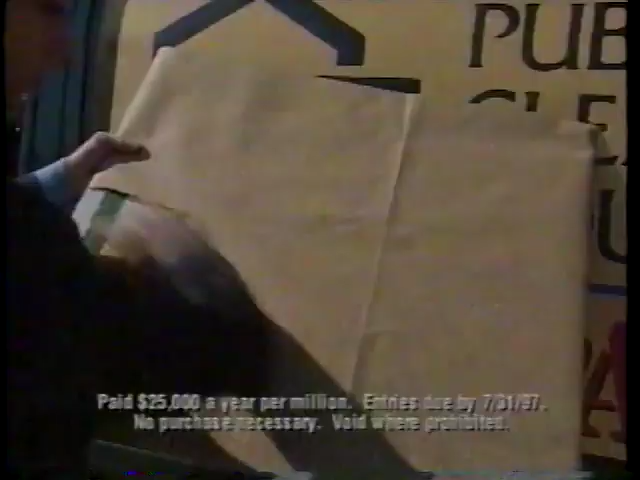 PUB
CLEA
U
A
Paid $25,000 a year per million. Entries due by 7/31/97.
No purchase necessary. Void where prohibited.